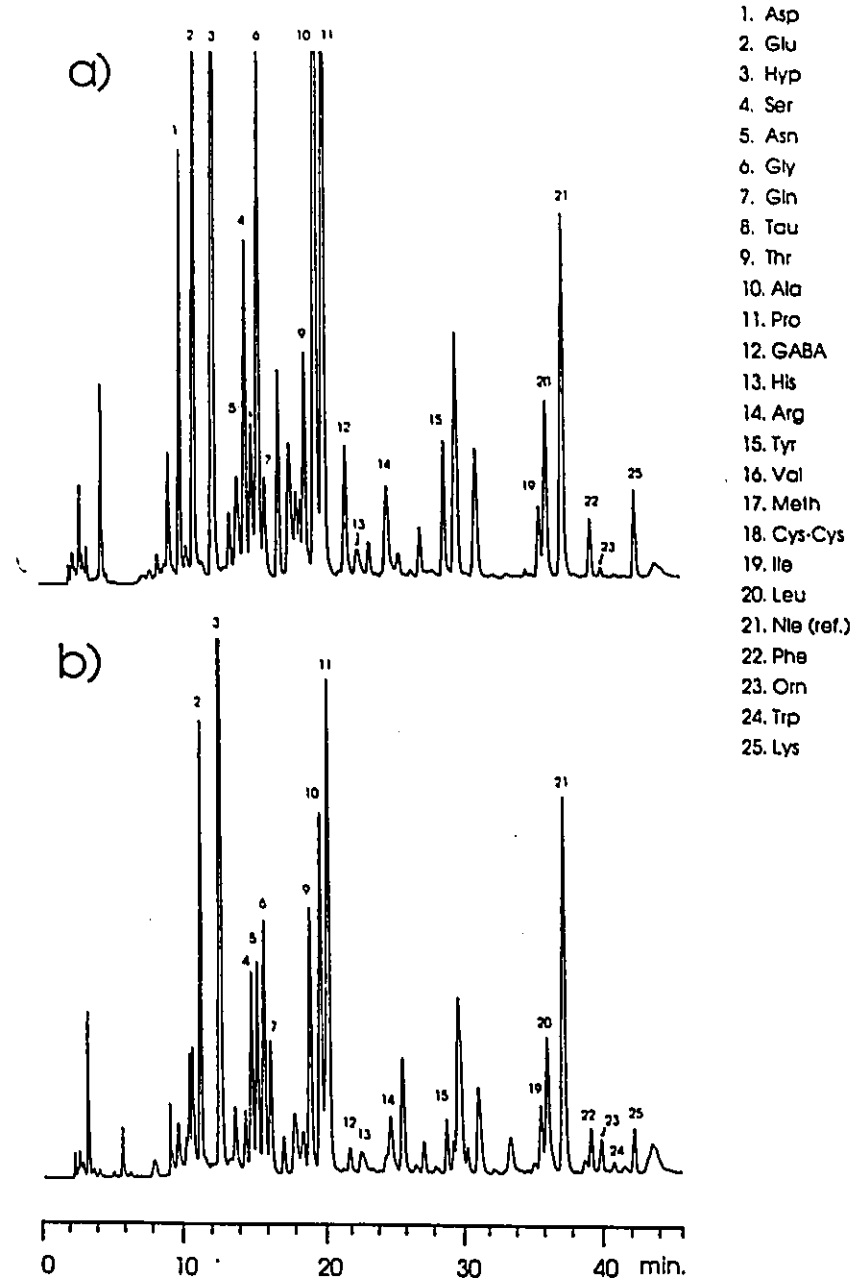 a)
2 3 6 10 11
1
21
4
9
20
5
15
12
14
7
19
25
22
13
23
b)
3
11
2
21
10
9
6
5
4
7
20
19
15
14
22
23
25
12
13
24
0 10 20 30 40 min.
1. Asp
2. Glu
3. Hyp
4. Ser
5. Asn
6. Gly
7. Gln
8. Tau
9. Thr
10. Ala
11. Pro
12. GABA
13. His
14. Arg
15. Tyr
16. Val
17. Meth
18. Cys-Cys
19. Ile
20. Leu
21. Nle (ref.)
22. Phe
23. Orn
24. Trp
25. Lys